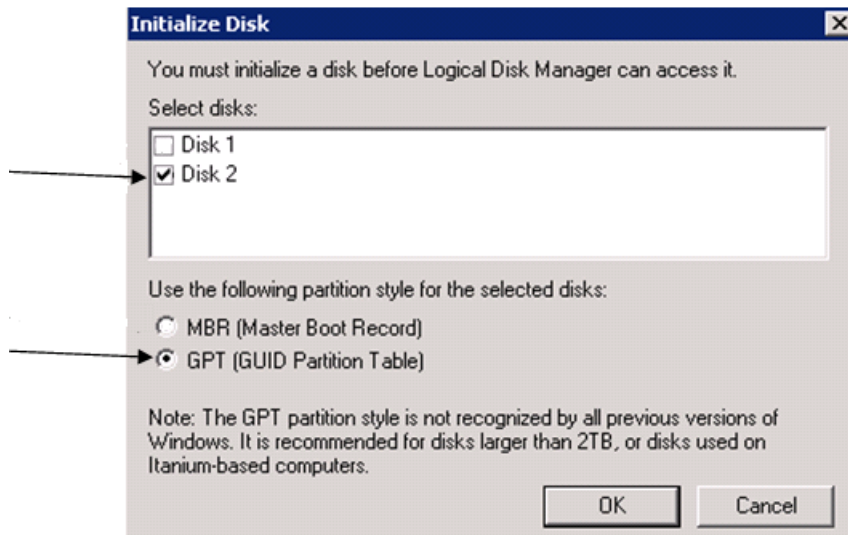 Initialize Disk
You must initialize a disk before Logical Disk Manager can access it.
Select disks:
Disk 1
Disk 2
Use the following partition style for the selected disks:
MBR (Master Boot Record)
GPT (GUID Partition Table)
Note: The GPT partition style is not recognized by all previous versions of
Windows. It is recommended for disks larger than 2TB, or disks used on
Itanium-based computers.
OK Cancel